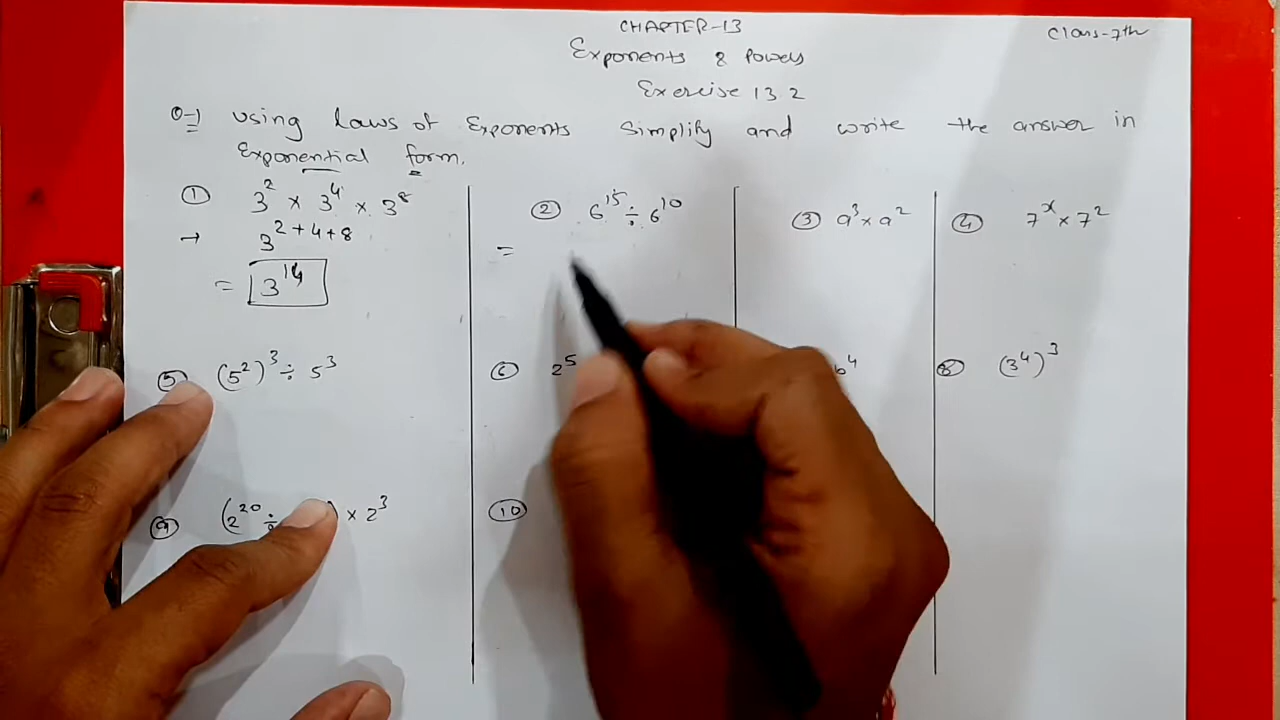 CHAPTER-13
Class-7th
Exponents & Powers
Exercise 13.2
Q-1 using Laws of Exponents simplify and write the answer in
Exponential form.
① 3² × 3⁴ × 3⁸
→ 3²⁺⁴⁺⁸
= 3¹⁴
② 6¹⁵ ÷ 6¹⁰
=
③ a³ × a²
④ 7ˣ × 7²
⑤ (5²)³ ÷ 5³
⑥ 2⁵
b⁴
⑧ (3⁴)³
⑨ (2²⁰ ÷ ) × 2³
⑩